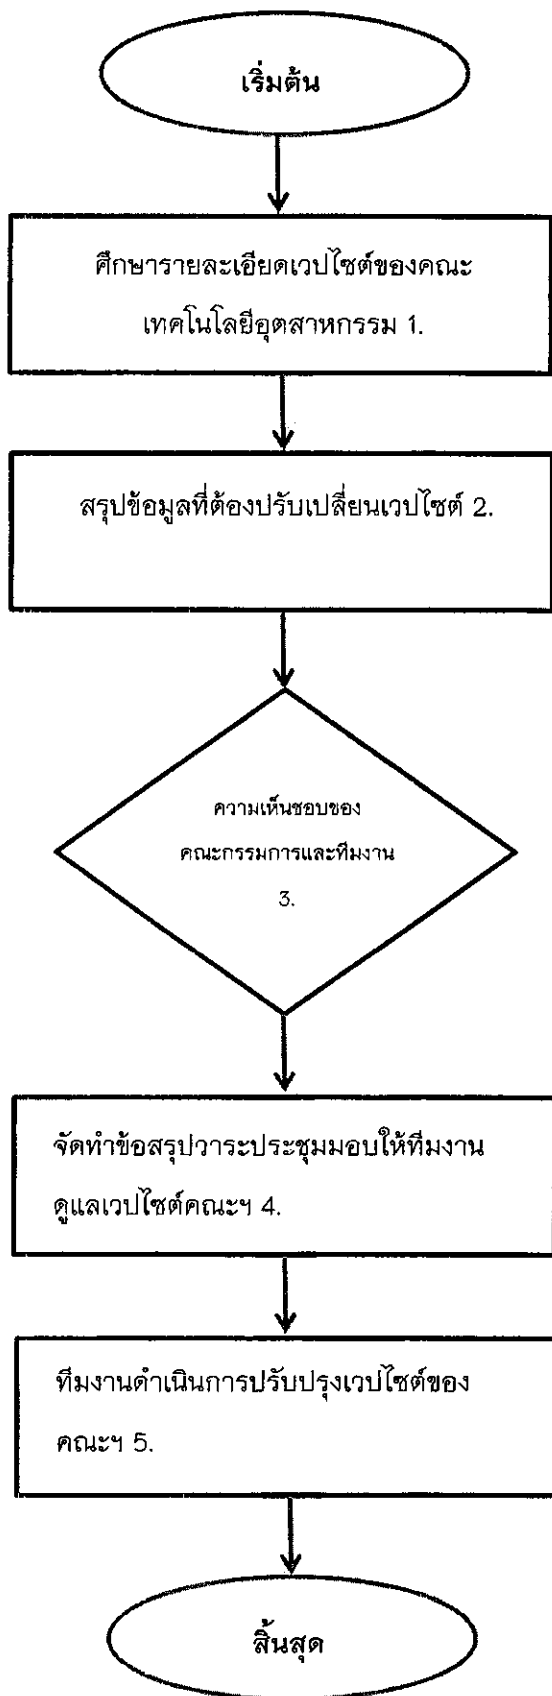 เริ่มต้น
ศึกษารายละเอียดเวปไซต์ของคณะ
เทคโนโลยีอุตสาหกรรม 1.
สรุปข้อมูลที่ต้องปรับเปลี่ยนเวปไซต์ 2.
ความเห็นชอบของ
คณะกรรมการและทีมงาน
3.
จัดทำข้อสรุปวาระประชุมมอบให้ทีมงาน
ดูแลเวปไซต์คณะฯ 4.
ทีมงานดำเนินการปรับปรุงเวปไซต์ของ
คณะฯ 5.
สิ้นสุด